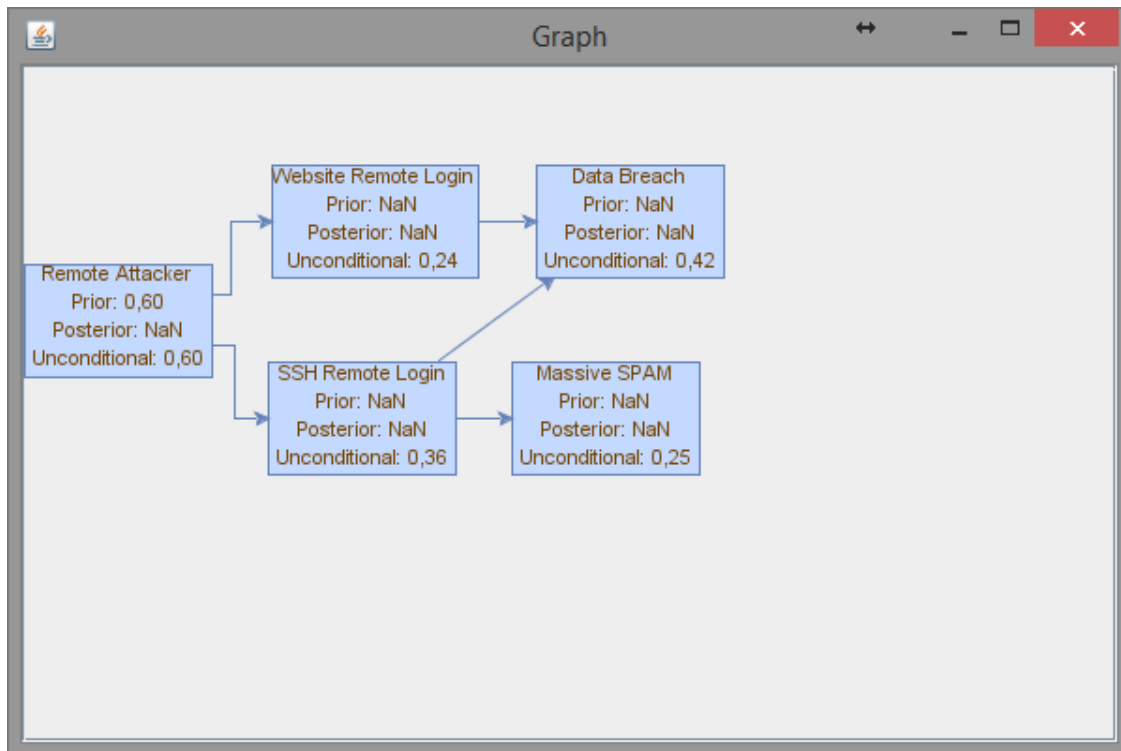 Graph
Website Remote Login
Prior: NaN
Posterior: NaN
Unconditional: 0,24
Data Breach
Prior: NaN
Posterior: NaN
Unconditional: 0,42
Remote Attacker
Prior: 0,60
Posterior: NaN
Unconditional: 0,60
SSH Remote Login
Prior: NaN
Posterior: NaN
Unconditional: 0,36
Massive SPAM
Prior: NaN
Posterior: NaN
Unconditional: 0,25